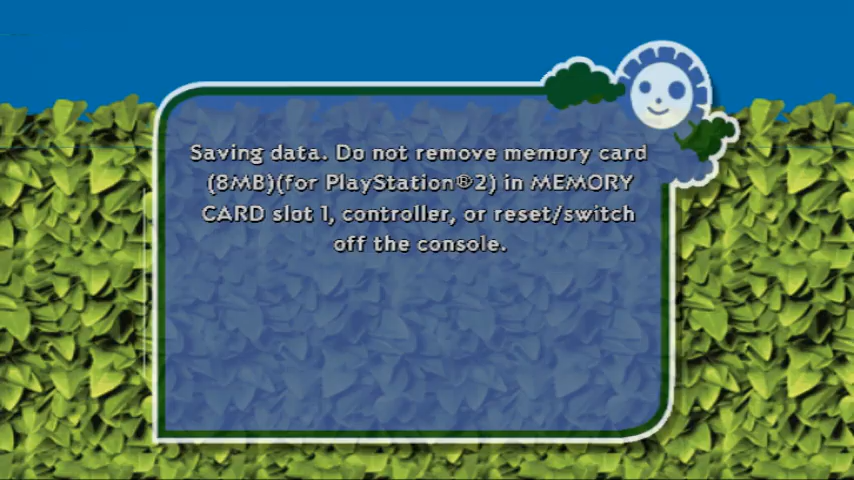 Saving data. Do not remove memory card
(8MB)(for PlayStation®2) in MEMORY
CARD slot 1, controller, or reset/switch
off the console.